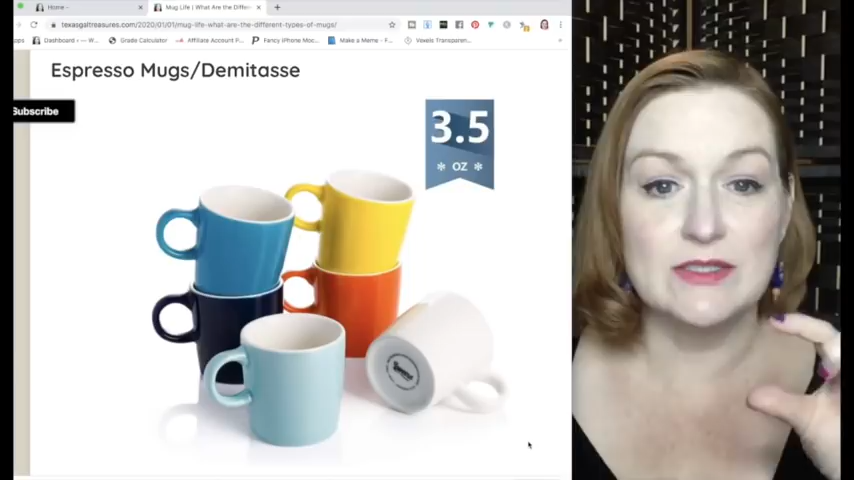 Home -
Mug Life ( What Are the Differen
texasgaltreasures.com/2020/01/01/mug-life-what-are-the-different-types-of-mugs/
Dashboard ‹ — W...
Grade Calculator
Affiliate Account F...
Fancy iPhone Moc...
Make a Meme - F...
Voxels Transparen...
Espresso Mugs/Demitasse
Subscribe
3.5
OZ